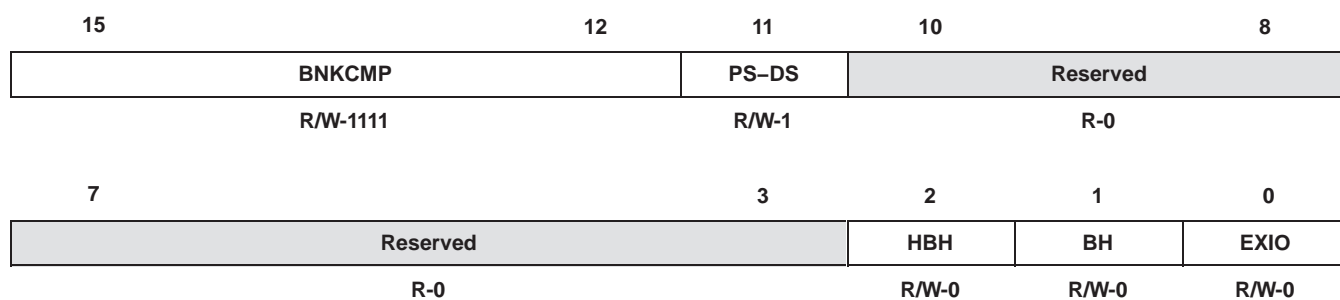 15 12 11 10 8
BNKCMP PS–DS Reserved
R/W-1111 R/W-1 R-0
7 3 2 1 0
Reserved HBH BH EXIO
R-0 R/W-0 R/W-0 R/W-0